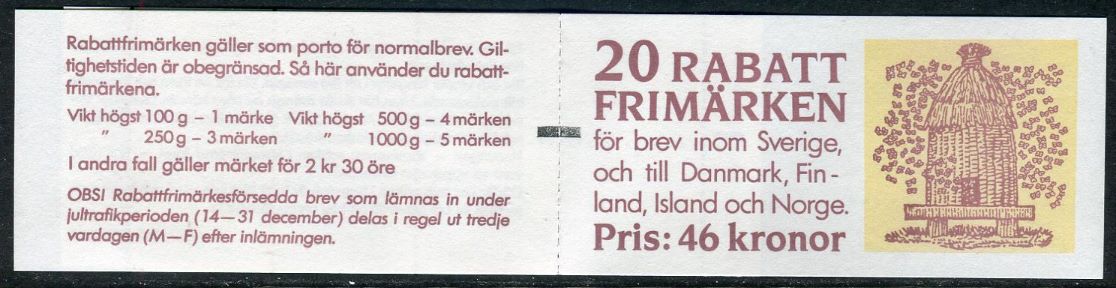 Rabattfrimärken gäller som porto för normalbrev. Gil-
tighetstiden är obegränsad. Så här använder du rabatt-
frimärkena.
Vikt högst 100 g – 1 märke Vikt högst 500 g – 4 märken
" 250 g – 3 märken " 1000 g – 5 märken
I andra fall gäller märket för 2 kr 30 öre
OBS! Rabattfrimärkesförsedda brev som lämnas in under
jultrafikperioden (14–31 december) delas i regel ut tredje
vardagen (M–F) efter inlämningen.
20 RABATT
FRIMÄRKEN
för brev inom Sverige,
och till Danmark, Fin-
land, Island och Norge.
Pris: 46 kronor